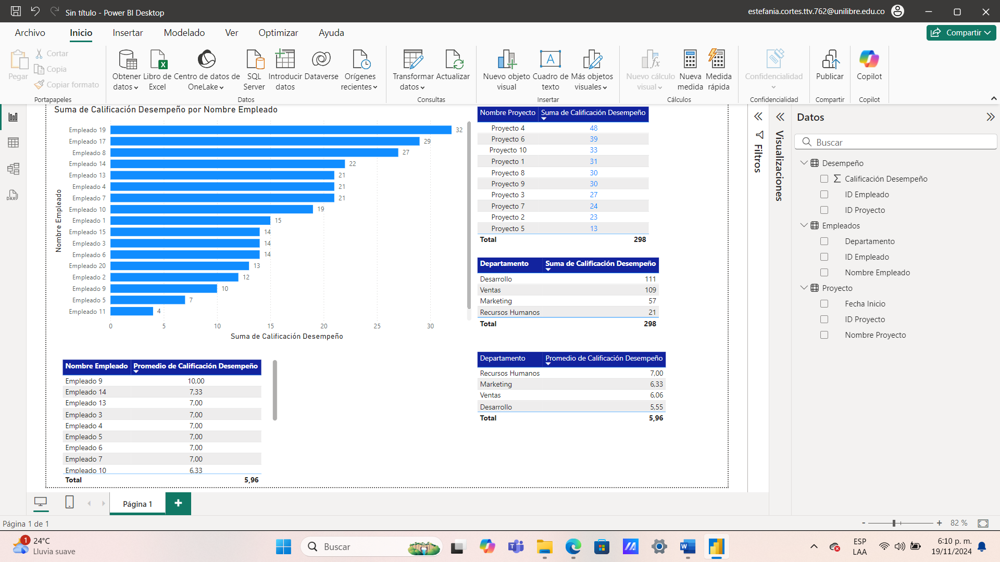 Sin título - Power BI Desktop
estefania.cortes.ttv.762@unilibre.edu.co
Archivo
Inicio
Insertar
Modelado
Ver
Optimizar
Ayuda
Compartir
Pegar
Cortar
Copia
Copiar formato
Portapapeles
Obtener datos
Libro de Excel
Centro de datos de OneLake
SQL Server
Introducir datos
Dataverse
Orígenes recientes
Datos
Transformar datos
Actualizar
Consultas
Nuevo objeto visual
A
Cuadro de texto
Más objetos visuales
Insertar
Nuevo cálculo visual
Nueva medida
Medida rápida
Cálculos
Confidencialidad
Confidencialidad
Publicar
Compartir
Copilot
Copilot
Suma de Calificación Desempeño por Nombre Empleado
Nombre Empleado
Empleado 19 32
Empleado 17 29
Empleado 8 27
Empleado 14 22
Empleado 13 21
Empleado 4 21
Empleado 7 21
Empleado 10 19
Empleado 1 15
Empleado 15 14
Empleado 3 14
Empleado 6 14
Empleado 20 13
Empleado 2 12
Empleado 9 10
Empleado 5 7
Empleado 11 4
0 5 10 15 20 25 30
Suma de Calificación Desempeño
Nombre Proyecto Suma de Calificación Desempeño
Proyecto 4 48
Proyecto 6 39
Proyecto 10 33
Proyecto 1 31
Proyecto 8 30
Proyecto 9 30
Proyecto 3 27
Proyecto 7 24
Proyecto 2 23
Proyecto 5 13
Total 298
Departamento Suma de Calificación Desempeño
Desarrollo 111
Ventas 109
Marketing 57
Recursos Humanos 21
Total 298
Nombre Empleado Promedio de Calificación Desempeño
Empleado 9 10,00
Empleado 14 7,33
Empleado 13 7,00
Empleado 3 7,00
Empleado 4 7,00
Empleado 5 7,00
Empleado 6 7,00
Empleado 7 7,00
Empleado 10 6,33
Total 5,96
Departamento Promedio de Calificación Desempeño
Recursos Humanos 7,00
Marketing 6,33
Ventas 6,06
Desarrollo 5,55
Total 5,96
Filtros
Visualizaciones
Datos
Buscar
Desempeño
Calificación Desempeño
ID Empleado
ID Proyecto
Empleados
Departamento
ID Empleado
Nombre Empleado
Proyecto
Fecha Inicio
ID Proyecto
Nombre Proyecto
DAX
Página 1
Página 1 de 1
- + 82 %
1
24°C
Lluvia suave
Buscar
ESP
LAA
6:10 p. m.
19/11/2024